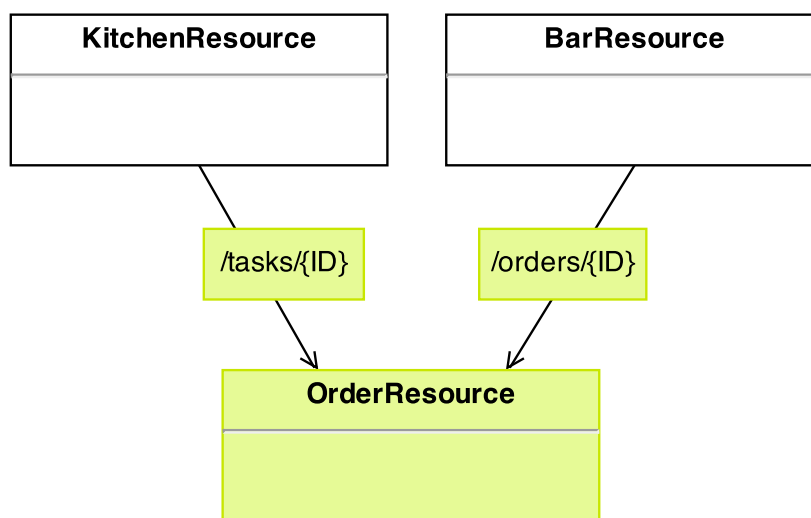 KitchenResource
BarResource
/tasks/{ID}
/orders/{ID}
OrderResource